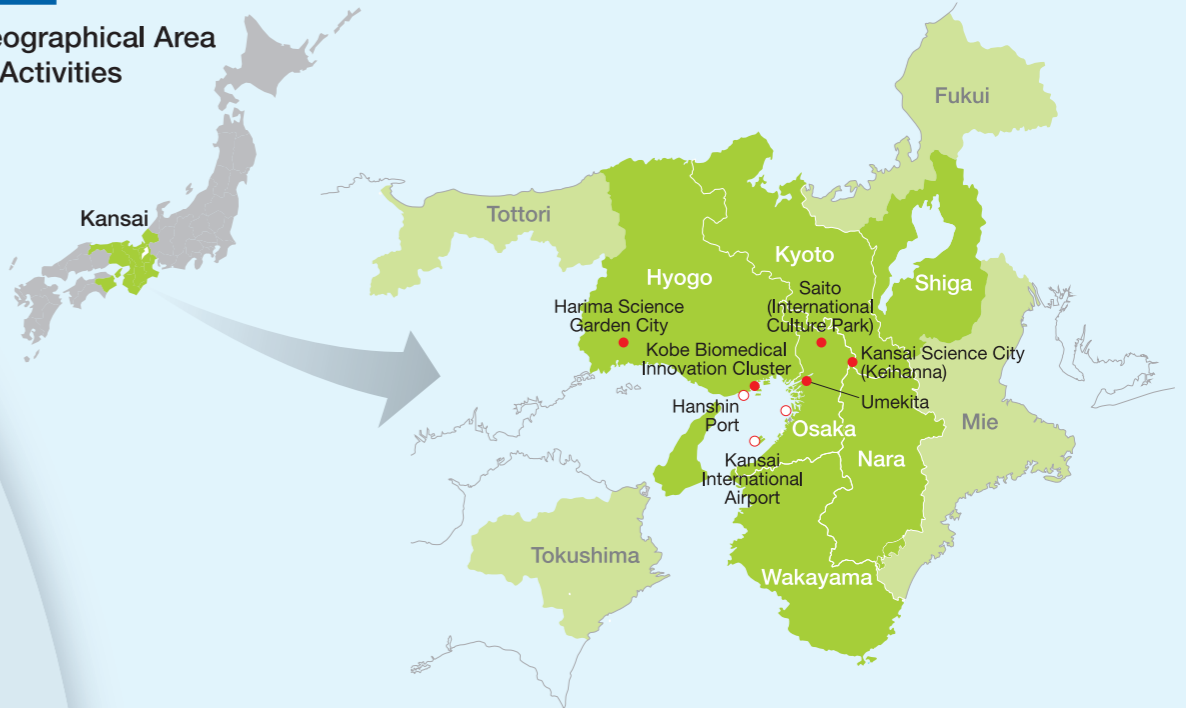 eographical Area
Activities
Kansai
Fukui
Tottori
Kyoto
Hyogo
Shiga
Saito
(International
Culture Park)
Harima Science
Garden City
Kobe Biomedical
Innovation Cluster
Kansai Science City
(Keihanna)
Umekita
Hanshin
Port
Osaka
Mie
Nara
Kansai
International
Airport
Tokushima
Wakayama